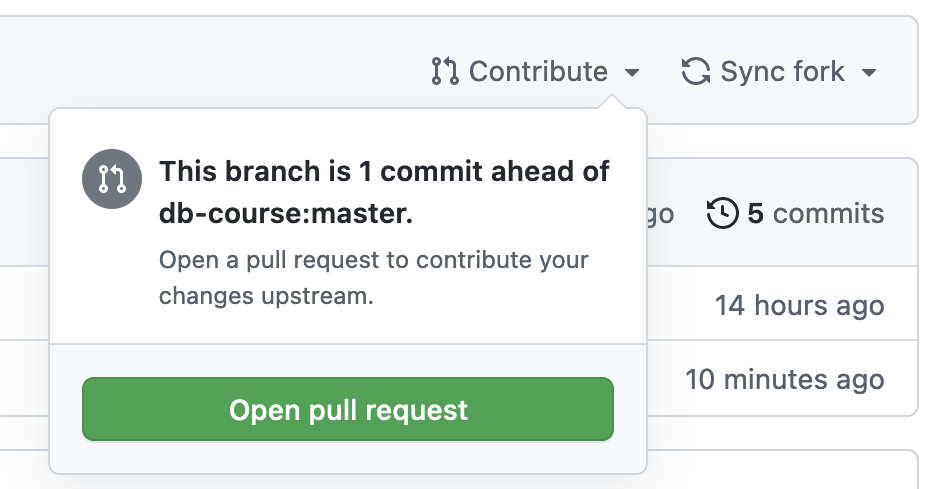 Contribute Sync fork
This branch is 1 commit ahead of
db-course:master.
go 5 commits
Open a pull request to contribute your
changes upstream.
14 hours ago
10 minutes ago
Open pull request